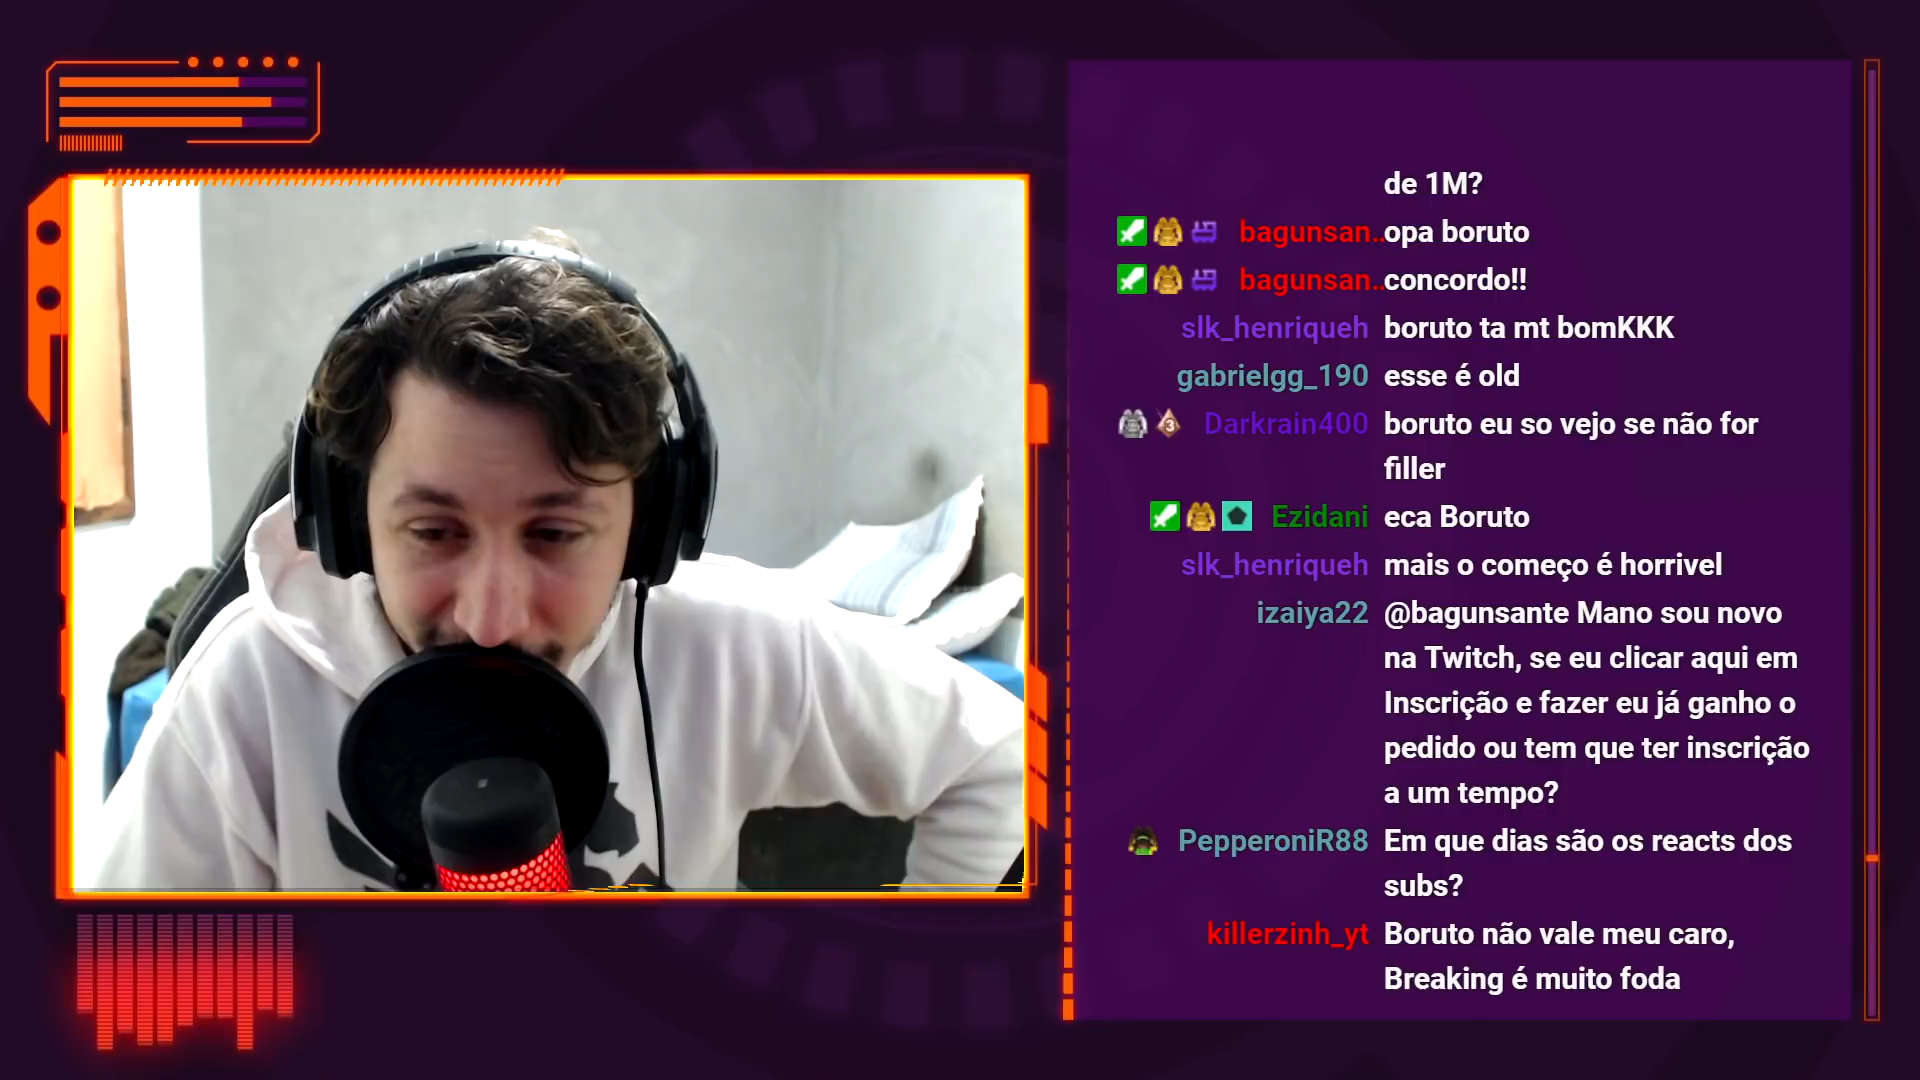 de 1M?
bagunsan..opa boruto
bagunsan..concordo!!
slk_henriqueh boruto ta mt bomKKK
gabrielgg_190 esse é old
3 Darkrain400 boruto eu so vejo se não for
filler
Ezidani eca Boruto
slk_henriqueh mais o começo é horrivel
izaiya22 @bagunsante Mano sou novo
na Twitch, se eu clicar aqui em
Inscrição e fazer eu já ganho o
pedido ou tem que ter inscrição
a um tempo?
PepperoniR88 Em que dias são os reacts dos
subs?
killerzinh_yt Boruto não vale meu caro,
Breaking é muito foda